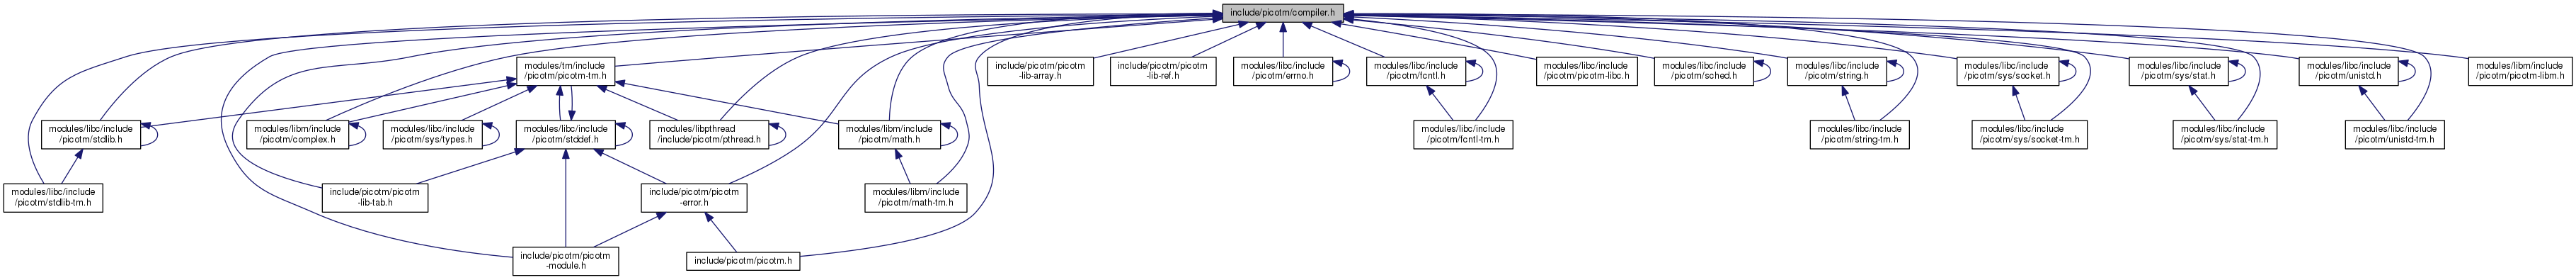 include/picotm/compiler.h
modules/tm/include
/picotm/picotm-tm.h
include/picotm/picotm
-lib-array.h
include/picotm/picotm
-lib-ref.h
modules/libc/include
/picotm/errno.h
modules/libc/include
/picotm/fcntl.h
modules/libc/include
/picotm/picotm-libc.h
modules/libc/include
/picotm/sched.h
modules/libc/include
/picotm/string.h
modules/libc/include
/picotm/sys/socket.h
modules/libc/include
/picotm/sys/stat.h
modules/libc/include
/picotm/unistd.h
modules/libm/include
/picotm/picotm-libm.h
modules/libc/include
/picotm/stdlib.h
modules/libm/include
/picotm/complex.h
modules/libc/include
/picotm/sys/types.h
modules/libc/include
/picotm/stddef.h
modules/libpthread
/include/picotm/pthread.h
modules/libm/include
/picotm/math.h
modules/libc/include
/picotm/fcntl-tm.h
modules/libc/include
/picotm/string-tm.h
modules/libc/include
/picotm/sys/socket-tm.h
modules/libc/include
/picotm/sys/stat-tm.h
modules/libc/include
/picotm/unistd-tm.h
modules/libc/include
/picotm/stdlib-tm.h
include/picotm/picotm
-lib-tab.h
include/picotm/picotm
-error.h
modules/libm/include
/picotm/math-tm.h
include/picotm/picotm
-module.h
include/picotm/picotm.h